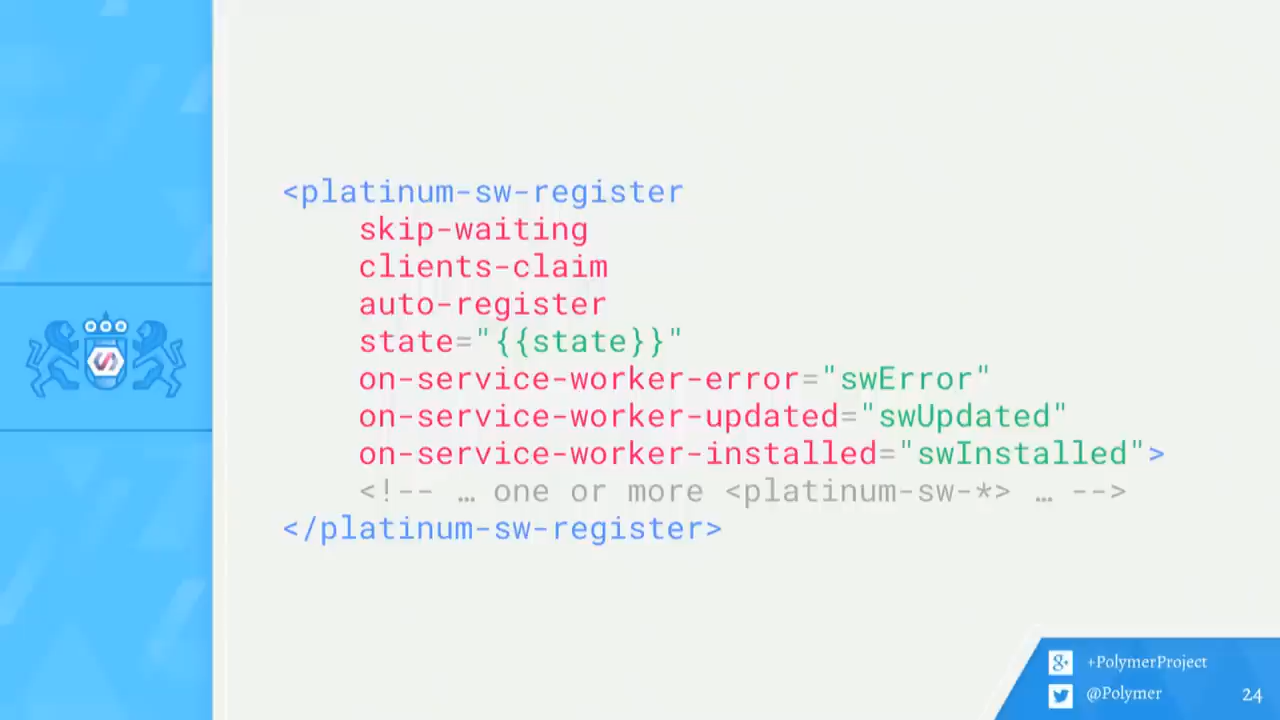 <platinum-sw-register
skip-waiting
clients-claim
auto-register
state="{{state}}"
on-service-worker-error="swError"
on-service-worker-updated="swUpdated"
on-service-worker-installed="swInstalled">
<!-- … one or more <platinum-sw-*> … -->
</platinum-sw-register>
g+ +PolymerProject
@Polymer
24